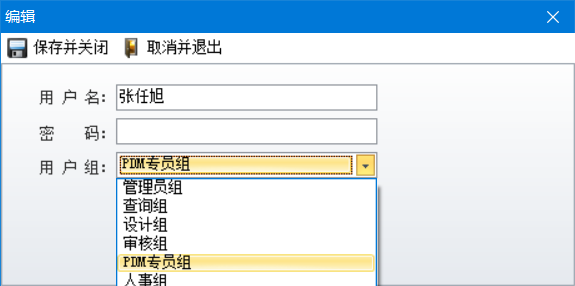 编辑
保存并关闭 取消并退出
用 户 名: 张任旭
密 码:
用 户 组: PDM专员组
管理员组
查询组
设计组
审核组
PDM专员组
人事组